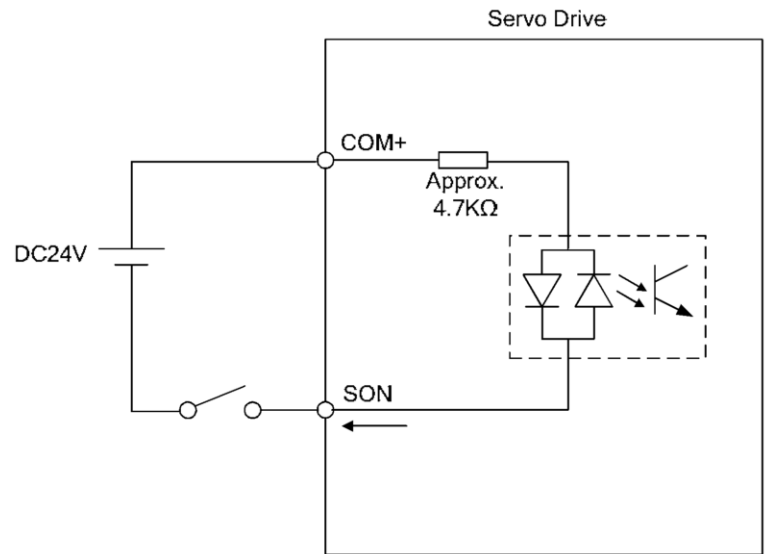 Servo Drive
COM+
Approx.
4.7KΩ
DC24V
SON